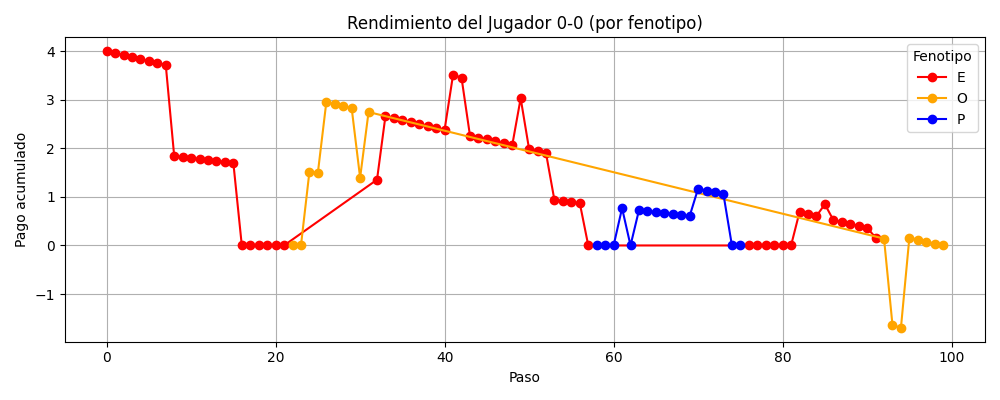 Rendimiento del Jugador 0-0 (por fenotipo)
Pago acumulado
4
3
2
1
0
−1
Fenotipo
E
O
P
0
20
40
60
80
100
Paso